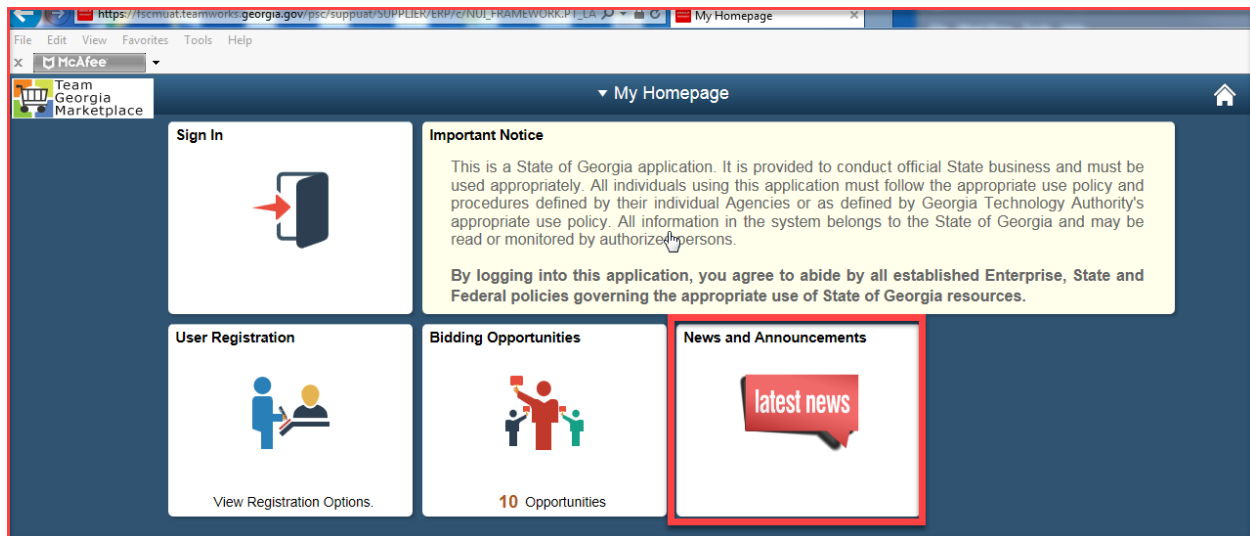 https://fscmuat.teamworks.georgia.gov/psc/suppuat/SUPPLIER/ERP/c/NUI_FRAMEWORK.PT_LA
My Homepage
File Edit View Favorites Tools Help
x McAfee
Team
Georgia
Marketplace
My Homepage
Sign In
Important Notice
This is a State of Georgia application. It is provided to conduct official State business and must be
used appropriately. All individuals using this application must follow the appropriate use policy and
procedures defined by their individual Agencies or as defined by Georgia Technology Authority's
appropriate use policy. All information in the system belongs to the State of Georgia and may be
read or monitored by authorized persons.
By logging into this application, you agree to abide by all established Enterprise, State and
Federal policies governing the appropriate use of State of Georgia resources.
User Registration
Bidding Opportunities
News and Announcements
latest news
View Registration Options.
10 Opportunities